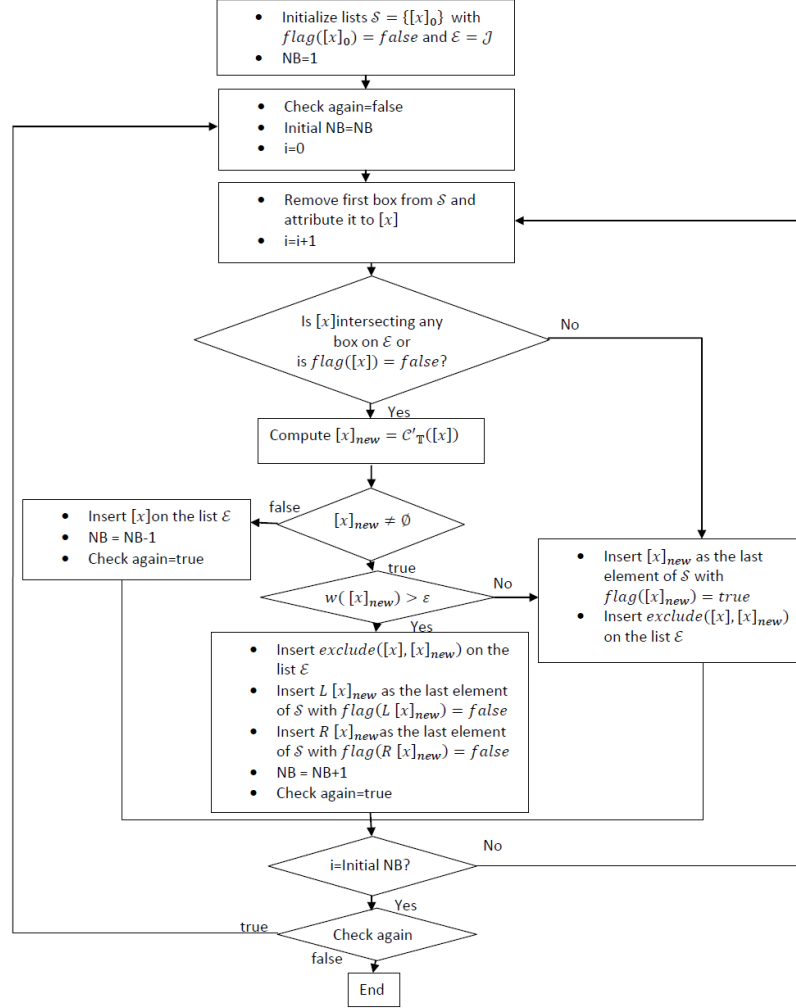 • Initialize lists 𝒮 = {[𝑥]₀} with
𝑓𝑙𝑎𝑔([𝑥]₀) = 𝑓𝑎𝑙𝑠𝑒 and ℰ = 𝒥
• NB=1
• Check again=false
• Initial NB=NB
• i=0
• Remove first box from 𝒮 and
attribute it to [𝑥]
• i=i+1
Is [𝑥]intersecting any
box on ℰ or
is 𝑓𝑙𝑎𝑔([𝑥]) = 𝑓𝑎𝑙𝑠𝑒?
No
Yes
Compute [𝑥]𝒏𝒆𝒘 = 𝒞′𝕋([𝑥])
[𝑥]𝒏𝒆𝒘 ≠ ∅
false
• Insert [𝑥]on the list ℰ
• NB = NB-1
• Check again=true
true
𝑤( [𝑥]𝒏𝒆𝒘) > 𝜀
No
• Insert [𝑥]𝒏𝒆𝒘 as the last
element of 𝒮 with
𝑓𝑙𝑎𝑔([𝑥]𝒏𝒆𝒘) = 𝑡𝑟𝑢𝑒
• Insert 𝑒𝑥𝑐𝑙𝑢𝑑𝑒([𝑥], [𝑥]𝒏𝒆𝒘)
on the list ℰ
Yes
• Insert 𝑒𝑥𝑐𝑙𝑢𝑑𝑒([𝑥], [𝑥]𝒏𝒆𝒘) on the
list ℰ
• Insert 𝐿 [𝑥]𝒏𝒆𝒘 as the last element
of 𝒮 with 𝑓𝑙𝑎𝑔(𝐿 [𝑥]𝒏𝒆𝒘) = 𝑓𝑎𝑙𝑠𝑒
• Insert 𝑅 [𝑥]𝒏𝒆𝒘as the last element
of 𝒮 with 𝑓𝑙𝑎𝑔(𝑅 [𝑥]𝒏𝒆𝒘) = 𝑓𝑎𝑙𝑠𝑒
• NB = NB+1
• Check again=true
i=Initial NB?
No
Yes
Check again
true
false
End